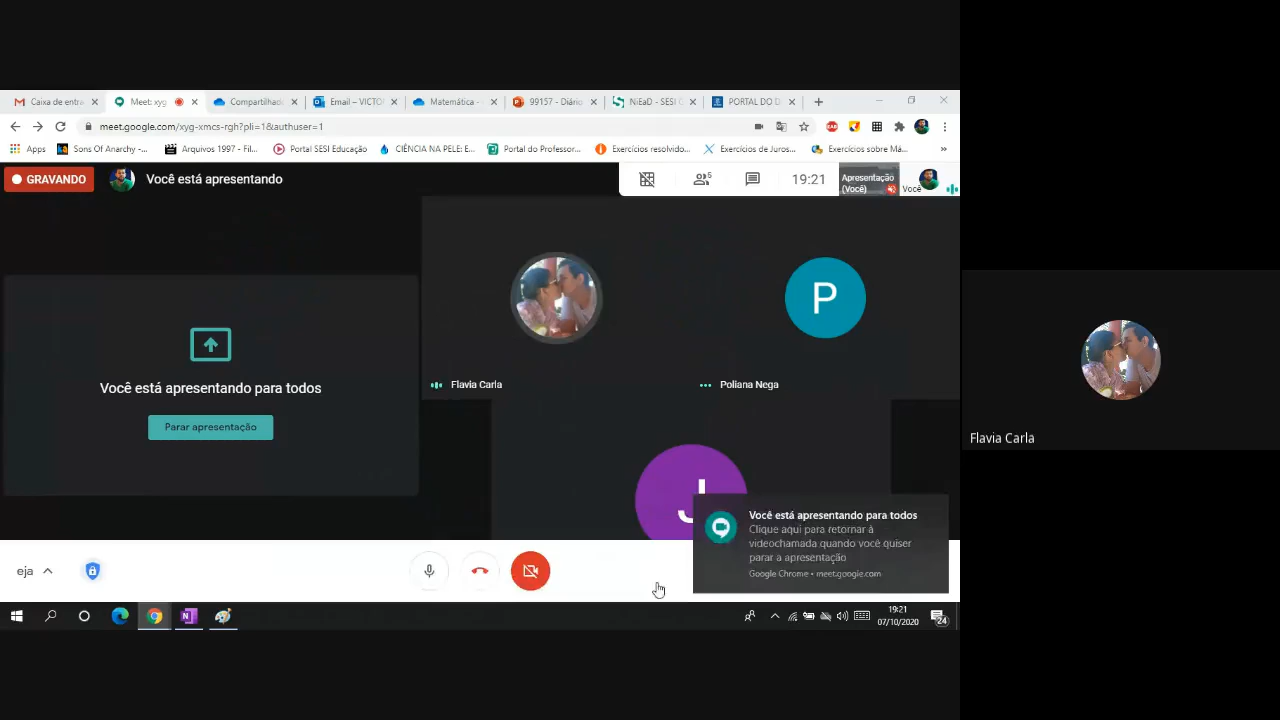 Caixa de entra
Meet: xyg
Compartilhad
Email – VICTO
Matemática -
99157 - Diário
NiEaD - SESI
PORTAL DO D
meet.google.com/xyg-xmcs-rgh?pli=1&authuser=1
Apps
Sons Of Anarchy -...
Arquivos 1997 - Fil...
Portal SESI Educação
CIÊNCIA NA PELE: E...
Portal do Professor...
Exercícios resolvido...
Exercícios de Juros...
Exercícios sobre Má...
GRAVANDO
Você está apresentando
5
19:21
Apresentação
(Você)
Você
Você está apresentando para todos
Parar apresentação
Flavia Carla
P
Poliana Nega
J
Você está apresentando para todos
Clique aqui para retornar à
videochamada quando você quiser
parar a apresentação
Google Chrome • meet.google.com
eja
19:21
07/10/2020
24
Flavia Carla